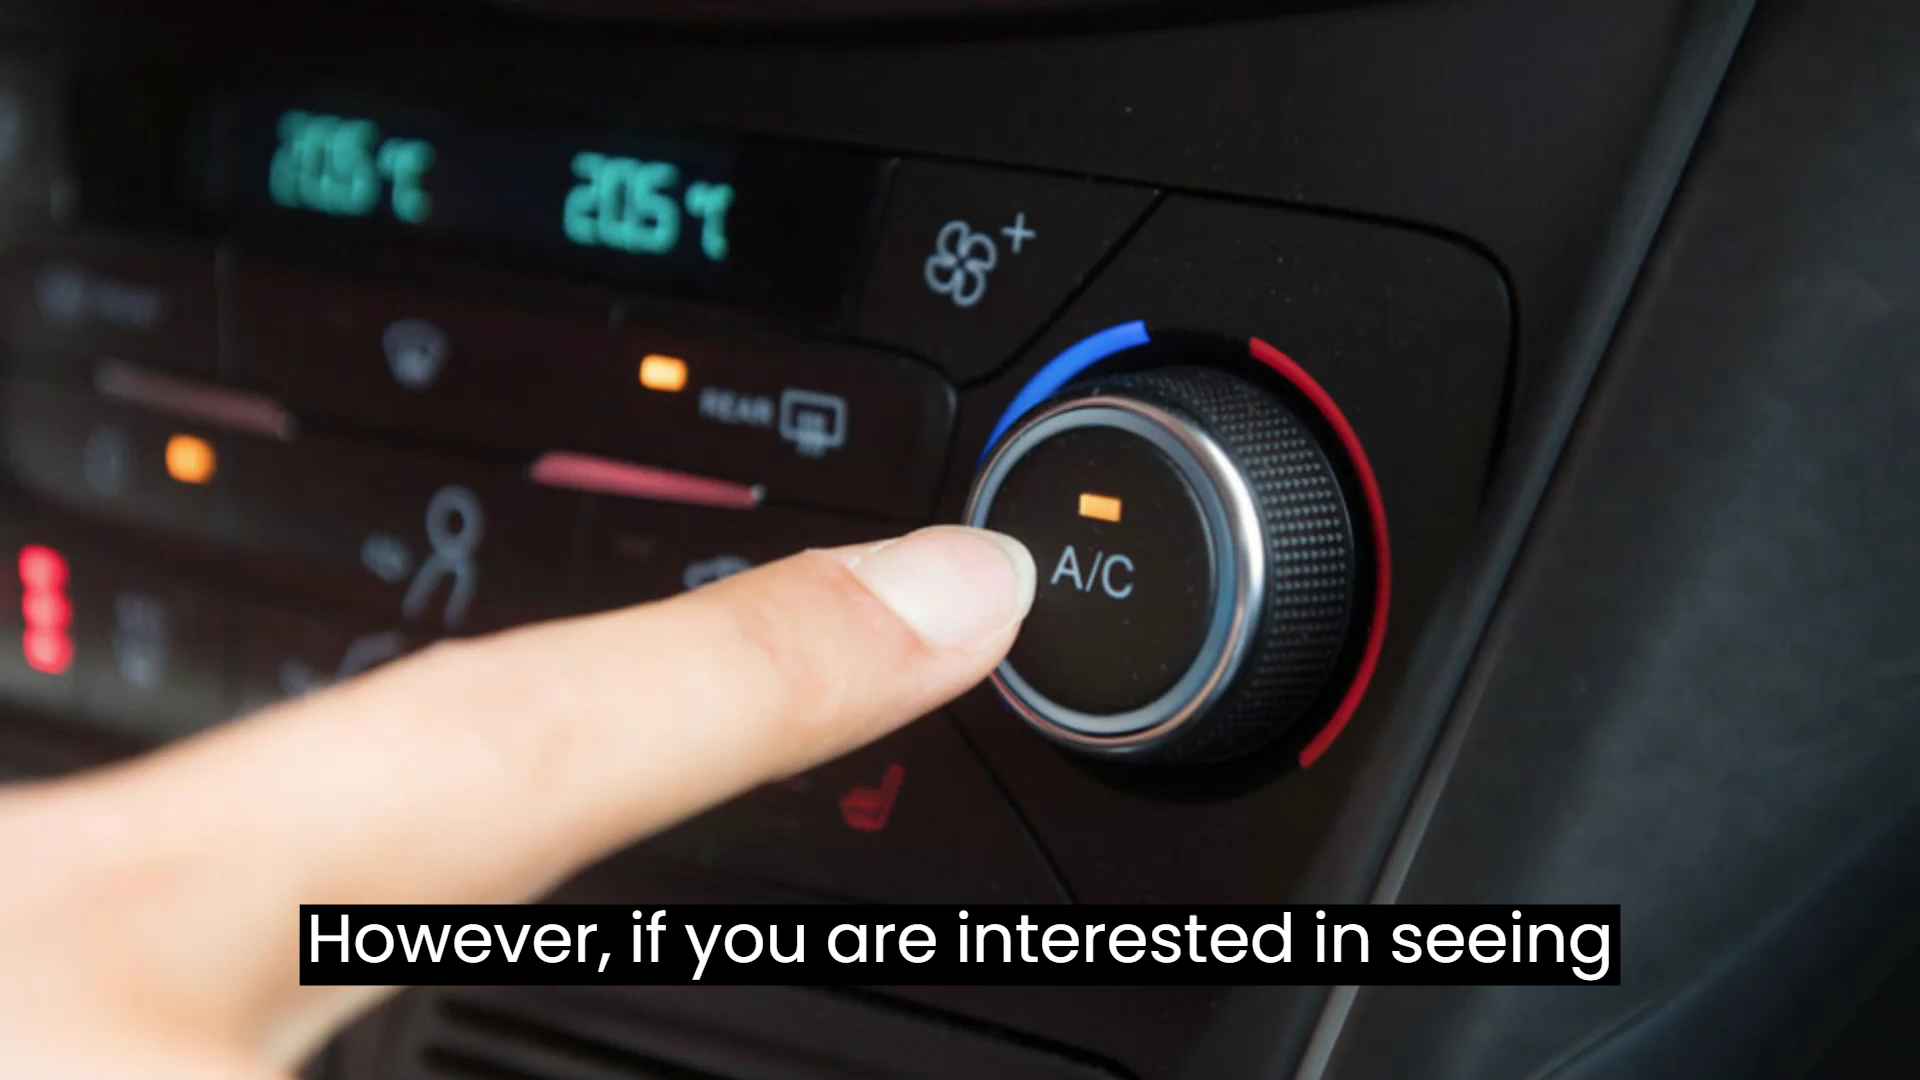 20.5 °C
20.5 °C
REAR
A/C
However, if you are interested in seeing